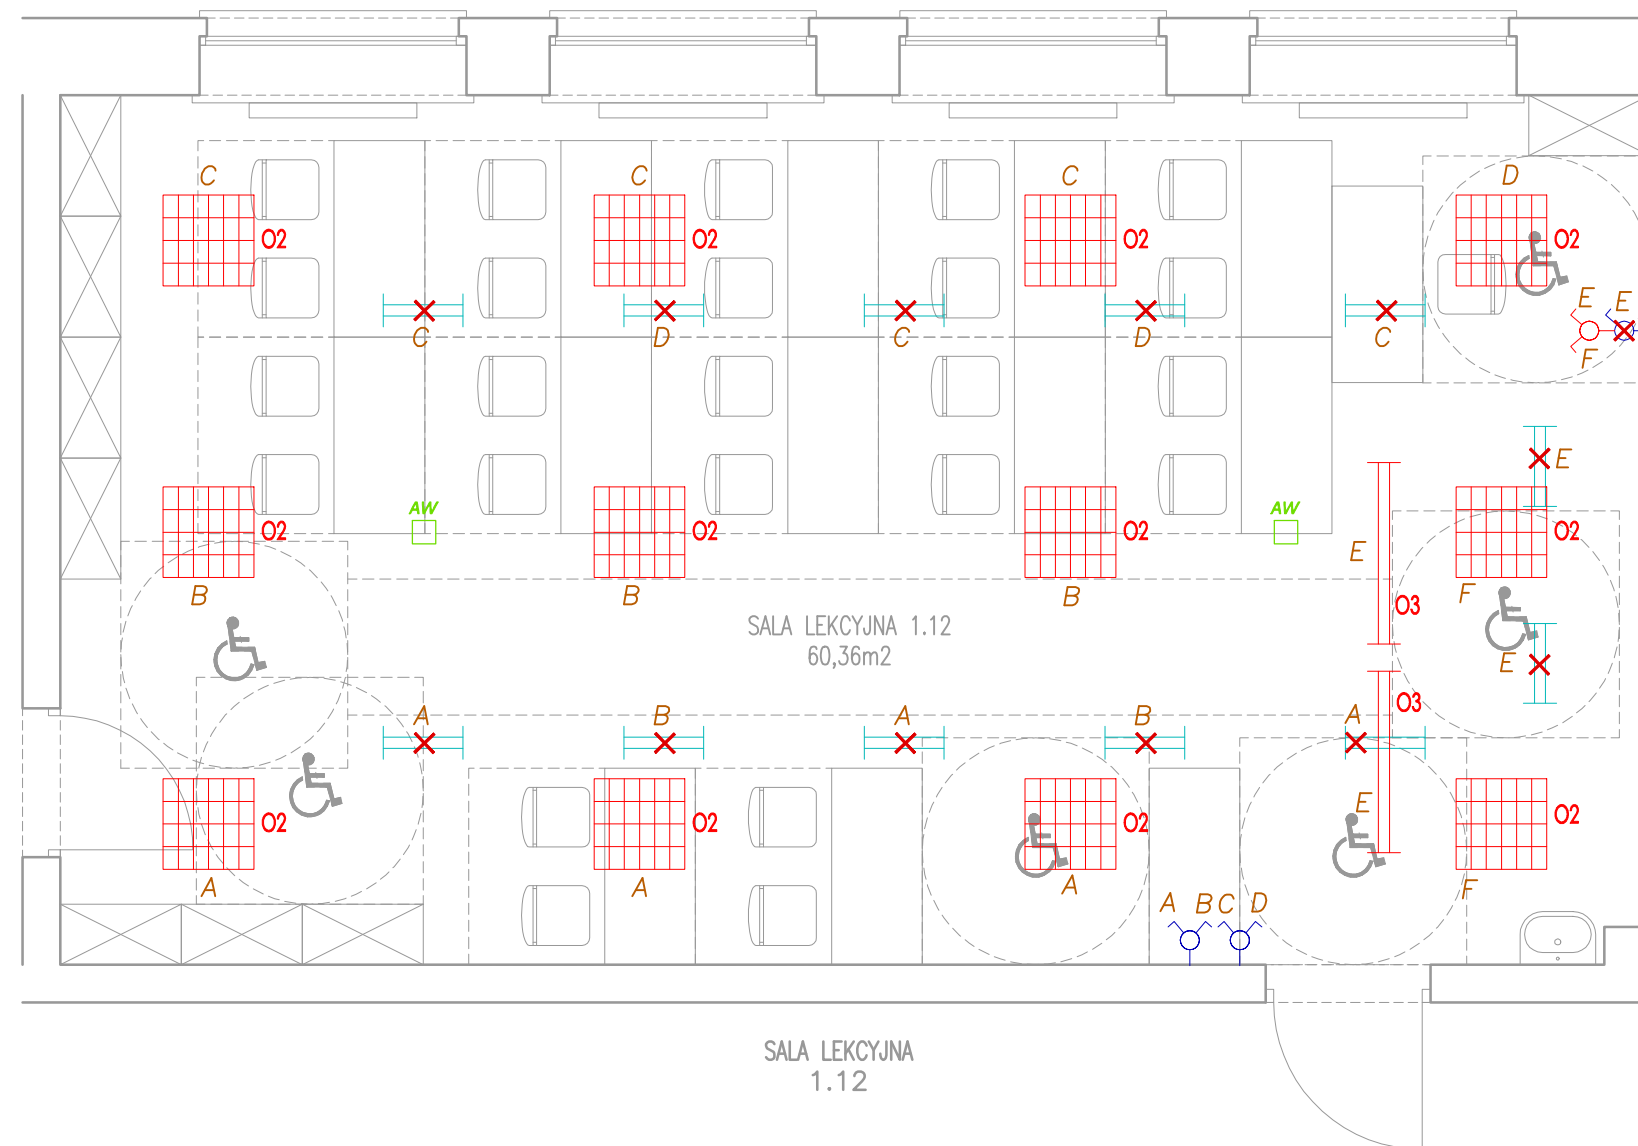 C C C D
O2 O2 O2 O2
E E
F
C D C D C
E
AW AW
O2 O2 O2 O2
E
B B B F
O3
SALA LEKCYJNA 1.12
60,36m2
E
O3
A B A B A
E
O2 O2 O2 O2
A A A F
A B C D
SALA LEKCYJNA
1.12